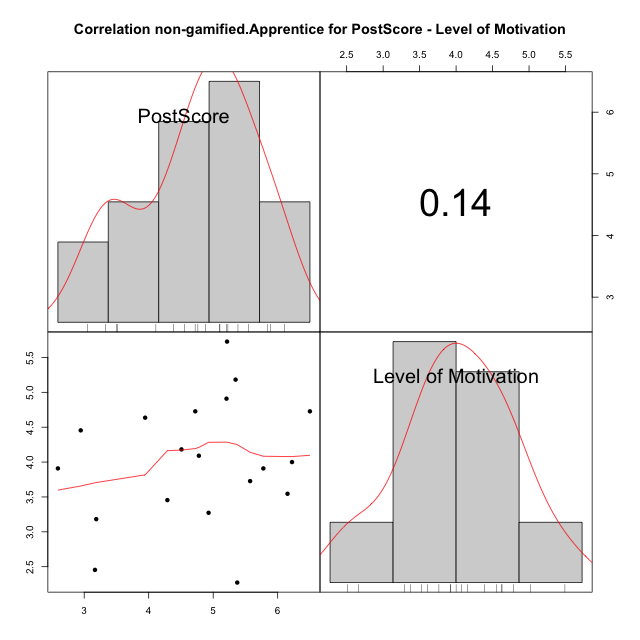 Correlation non-gamified.Apprentice for PostScore - Level of Motivation
2.5 3.0 3.5 4.0 4.5 5.0 5.5
PostScore
0.14
6
5
4
3
5.5
5.0
4.5
4.0
3.5
3.0
2.5
Level of Motivation
3 4 5 6